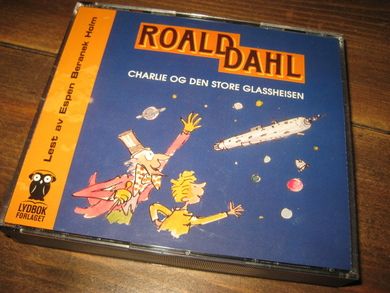 ROALD DAHL
CHARLIE OG DEN STORE GLASSHEISEN
Lest av Espen Beranek Holm
LYDBOK
FORLAGET